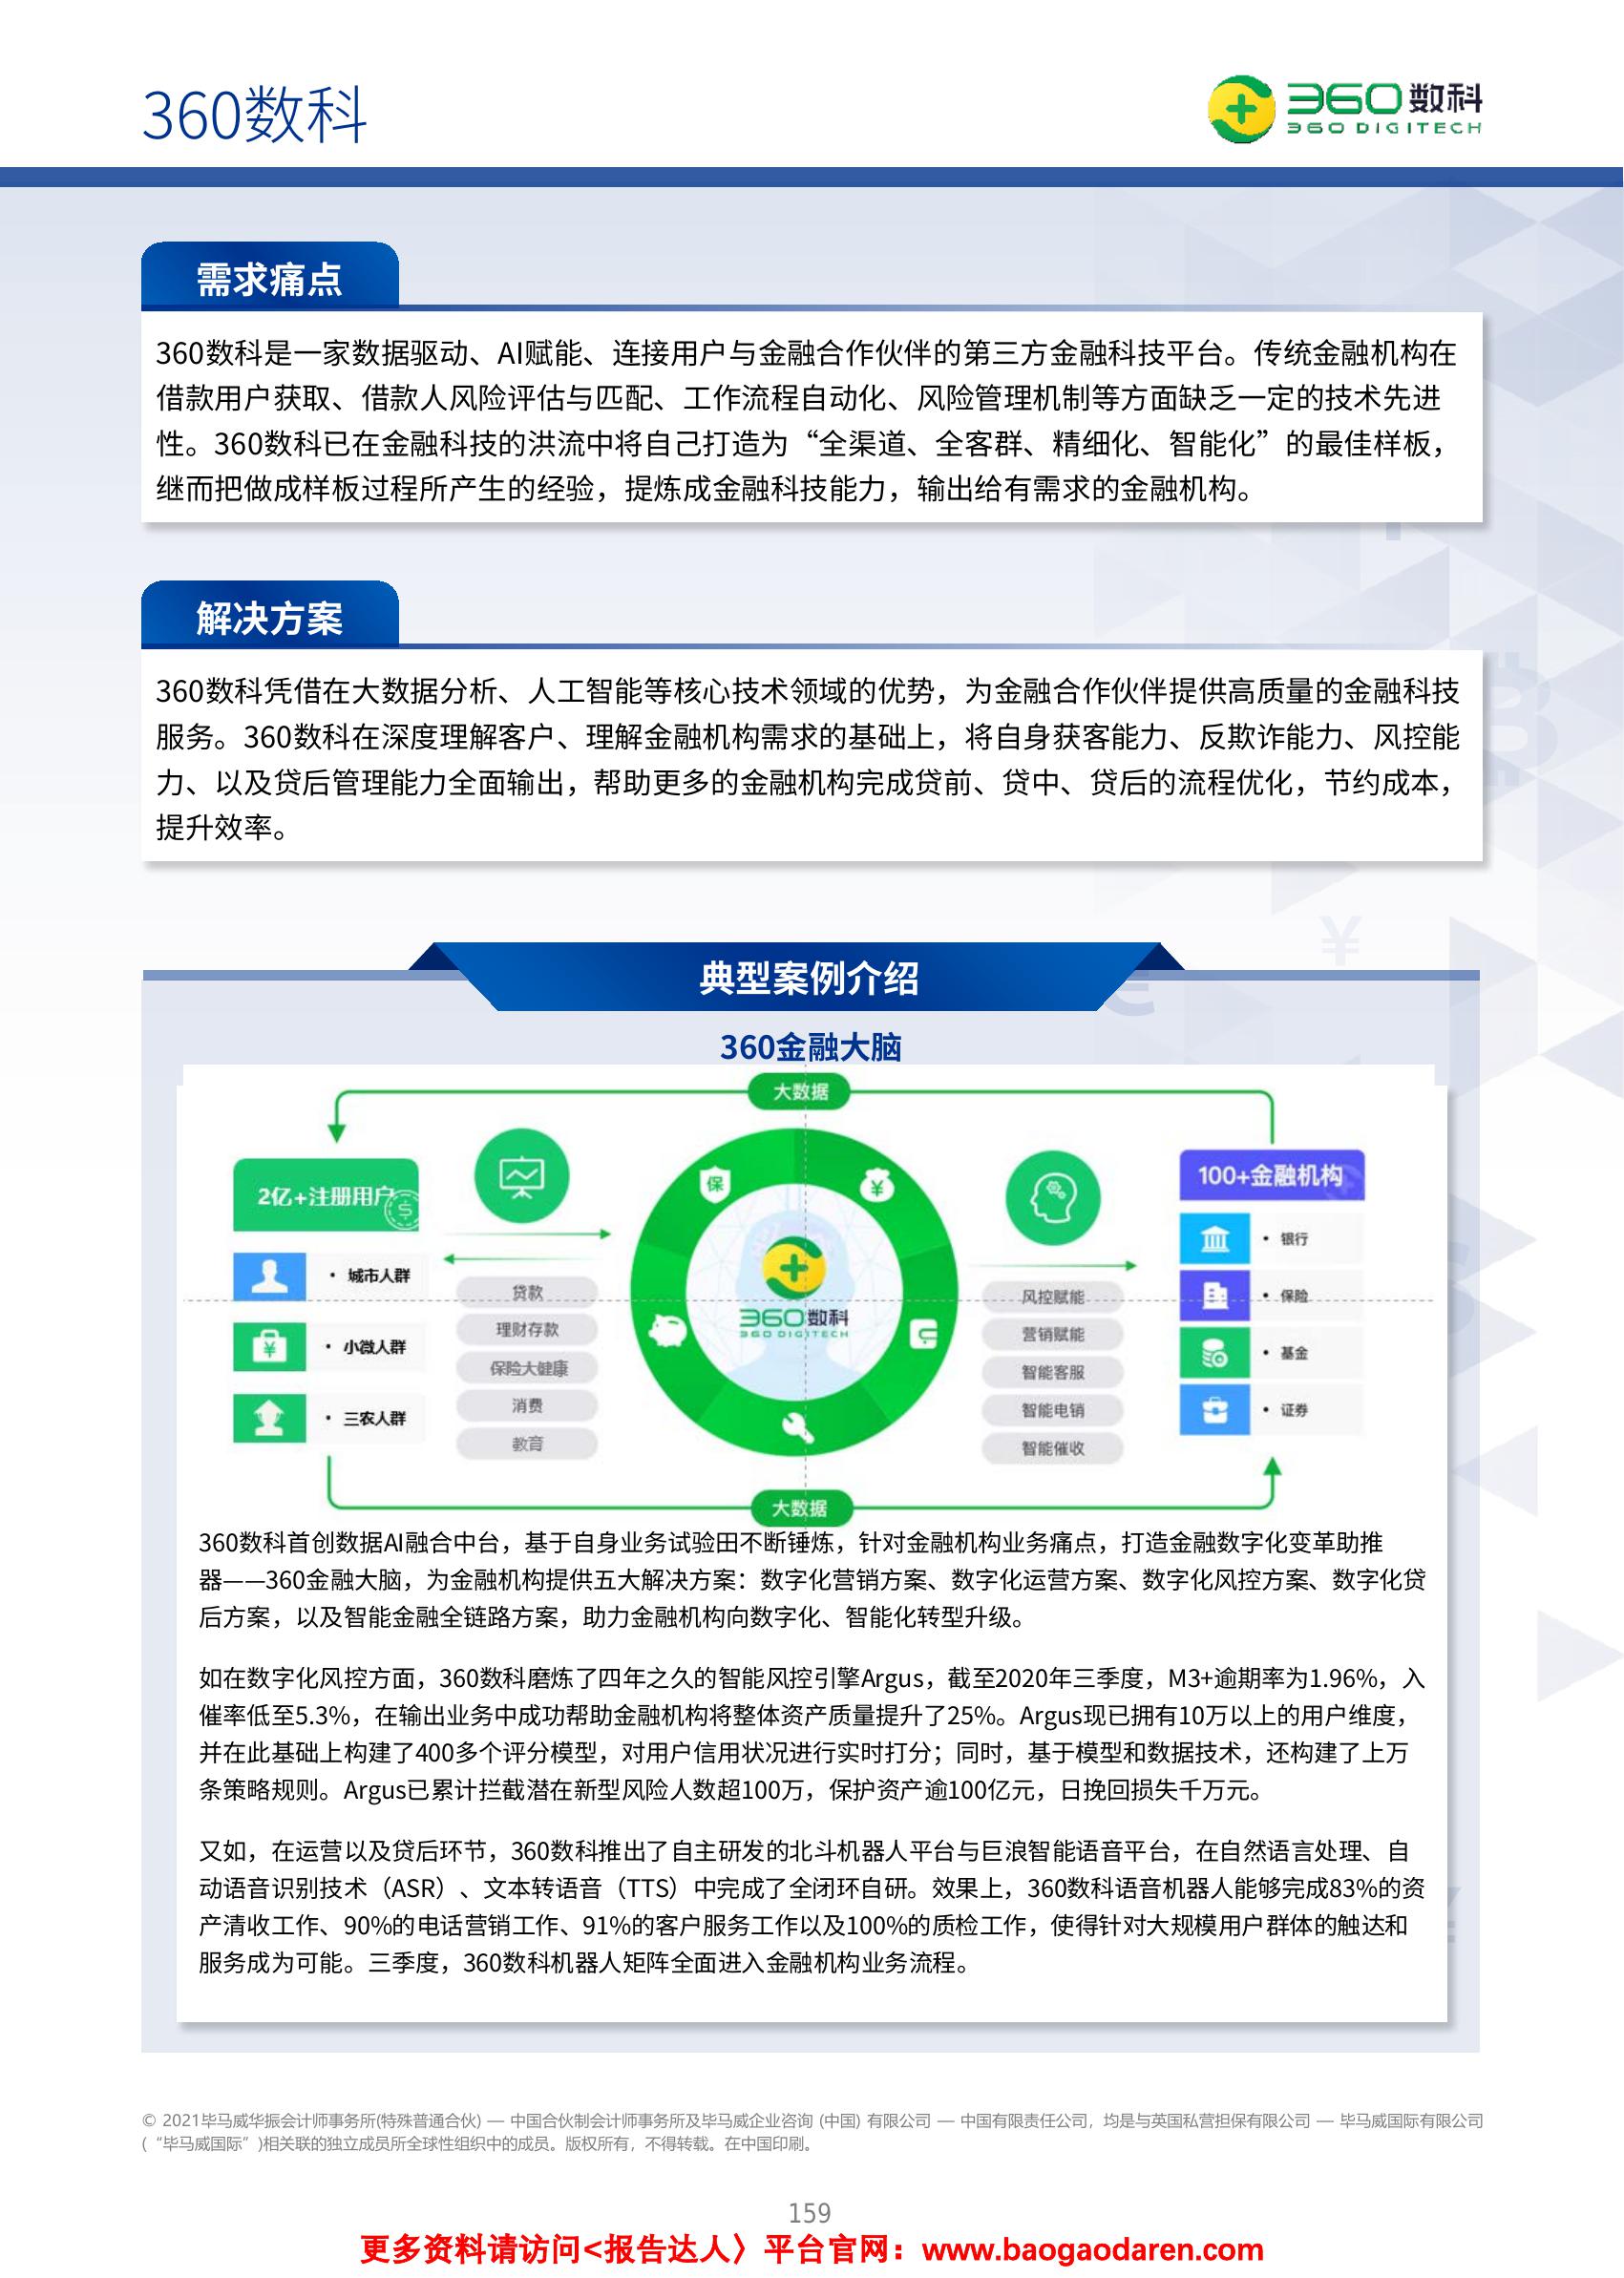 360数科
360数科
360 DIGITECH
需求痛点
360数科是一家数据驱动、AI赋能、连接用户与金融合作伙伴的第三方金融科技平台。传统金融机构在
借款用户获取、借款人风险评估与匹配、工作流程自动化、风险管理机制等方面缺乏一定的技术先进
性。360数科已在金融科技的洪流中将自己打造为“全渠道、全客群、精细化、智能化”的最佳样板，
继而把做成样板过程所产生的经验，提炼成金融科技能力，输出给有需求的金融机构。
解决方案
360数科凭借在大数据分析、人工智能等核心技术领域的优势，为金融合作伙伴提供高质量的金融科技
服务。360数科在深度理解客户、理解金融机构需求的基础上，将自身获客能力、反欺诈能力、风控能
力、以及贷后管理能力全面输出，帮助更多的金融机构完成贷前、贷中、贷后的流程优化，节约成本，
提升效率。
典型案例介绍
360金融大脑
大数据
2亿+注册用户
• 城市人群
• 小微人群
• 三农人群
贷款
理财存款
保险大健康
消费
教育
保
¥
360数科
360 DIGITECH
风控赋能
营销赋能
智能客服
智能电销
智能催收
100+金融机构
• 银行
• 保险
• 基金
• 证券
大数据
360数科首创数据AI融合中台，基于自身业务试验田不断锤炼，针对金融机构业务痛点，打造金融数字化变革助推
器——360金融大脑，为金融机构提供五大解决方案：数字化营销方案、数字化运营方案、数字化风控方案、数字化贷
后方案，以及智能金融全链路方案，助力金融机构向数字化、智能化转型升级。
如在数字化风控方面，360数科磨炼了四年之久的智能风控引擎Argus，截至2020年三季度，M3+逾期率为1.96%，入
催率低至5.3%，在输出业务中成功帮助金融机构将整体资产质量提升了25%。Argus现已拥有10万以上的用户维度，
并在此基础上构建了400多个评分模型，对用户信用状况进行实时打分；同时，基于模型和数据技术，还构建了上万
条策略规则。Argus已累计拦截潜在新型风险人数超100万，保护资产逾100亿元，日挽回损失千万元。
又如，在运营以及贷后环节，360数科推出了自主研发的北斗机器人平台与巨浪智能语音平台，在自然语言处理、自
动语音识别技术（ASR）、文本转语音（TTS）中完成了全闭环自研。效果上，360数科语音机器人能够完成83%的资
产清收工作、90%的电话营销工作、91%的客户服务工作以及100%的质检工作，使得针对大规模用户群体的触达和
服务成为可能。三季度，360数科机器人矩阵全面进入金融机构业务流程。
© 2021毕马威华振会计师事务所(特殊普通合伙) — 中国合伙制会计师事务所及毕马威企业咨询 (中国) 有限公司 — 中国有限责任公司，均是与英国私营担保有限公司 — 毕马威国际有限公司
(“毕马威国际”)相关联的独立成员所全球性组织中的成员。版权所有，不得转载。在中国印刷。
159
更多资料请访问<报告达人〉平台官网：www.baogaodaren.com